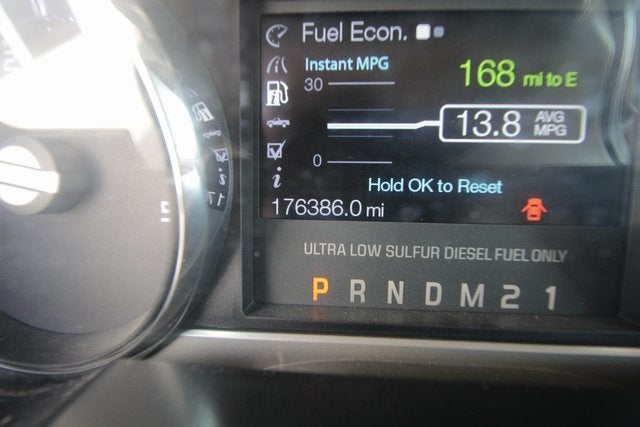 Fuel Econ.
Instant MPG
30
168 mi to E
13.8 AVG MPG
0
Hold OK to Reset
176386.0 mi
ULTRA LOW SULFUR DIESEL FUEL ONLY
P R N D M 2 1